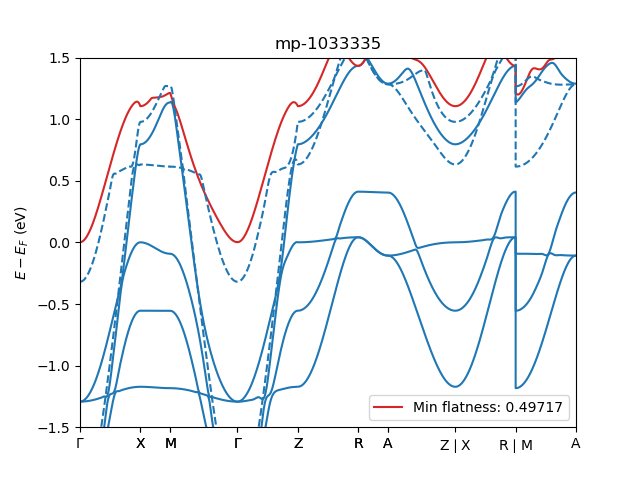 mp-1033335
E − E_F (eV)
1.5
1.0
0.5
0.0
−0.5
−1.0
−1.5
Min flatness: 0.49717
Γ X M Γ Z R A Z | X R | M A